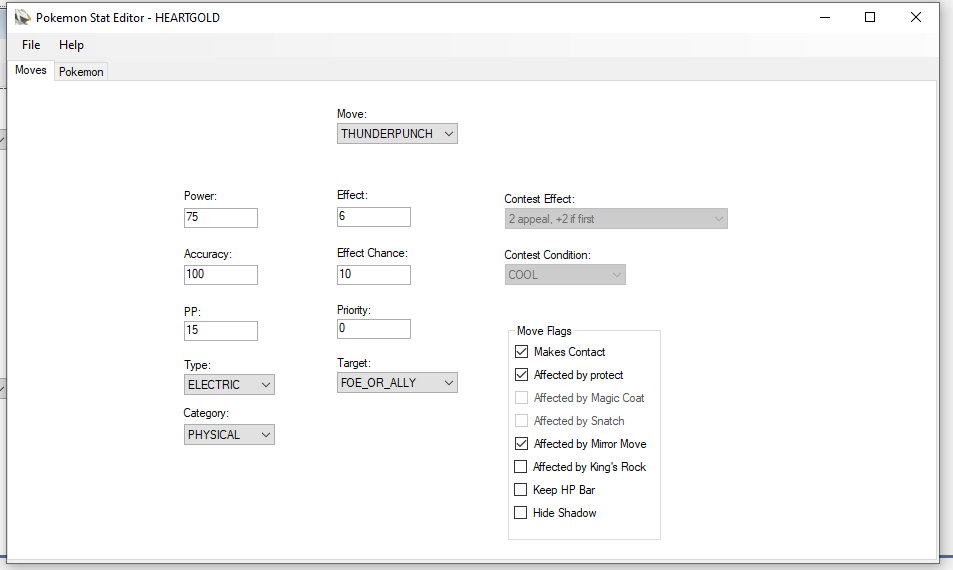 Pokemon Stat Editor - HEARTGOLD
File Help
Moves Pokemon
Move:
THUNDERPUNCH
Power:
75
Accuracy:
100
PP:
15
Type:
ELECTRIC
Category:
PHYSICAL
Effect:
6
Effect Chance:
10
Priority:
0
Target:
FOE_OR_ALLY
Contest Effect:
2 appeal, +2 if first
Contest Condition:
COOL
Move Flags
Makes Contact
Affected by protect
Affected by Magic Coat
Affected by Snatch
Affected by Mirror Move
Affected by King's Rock
Keep HP Bar
Hide Shadow